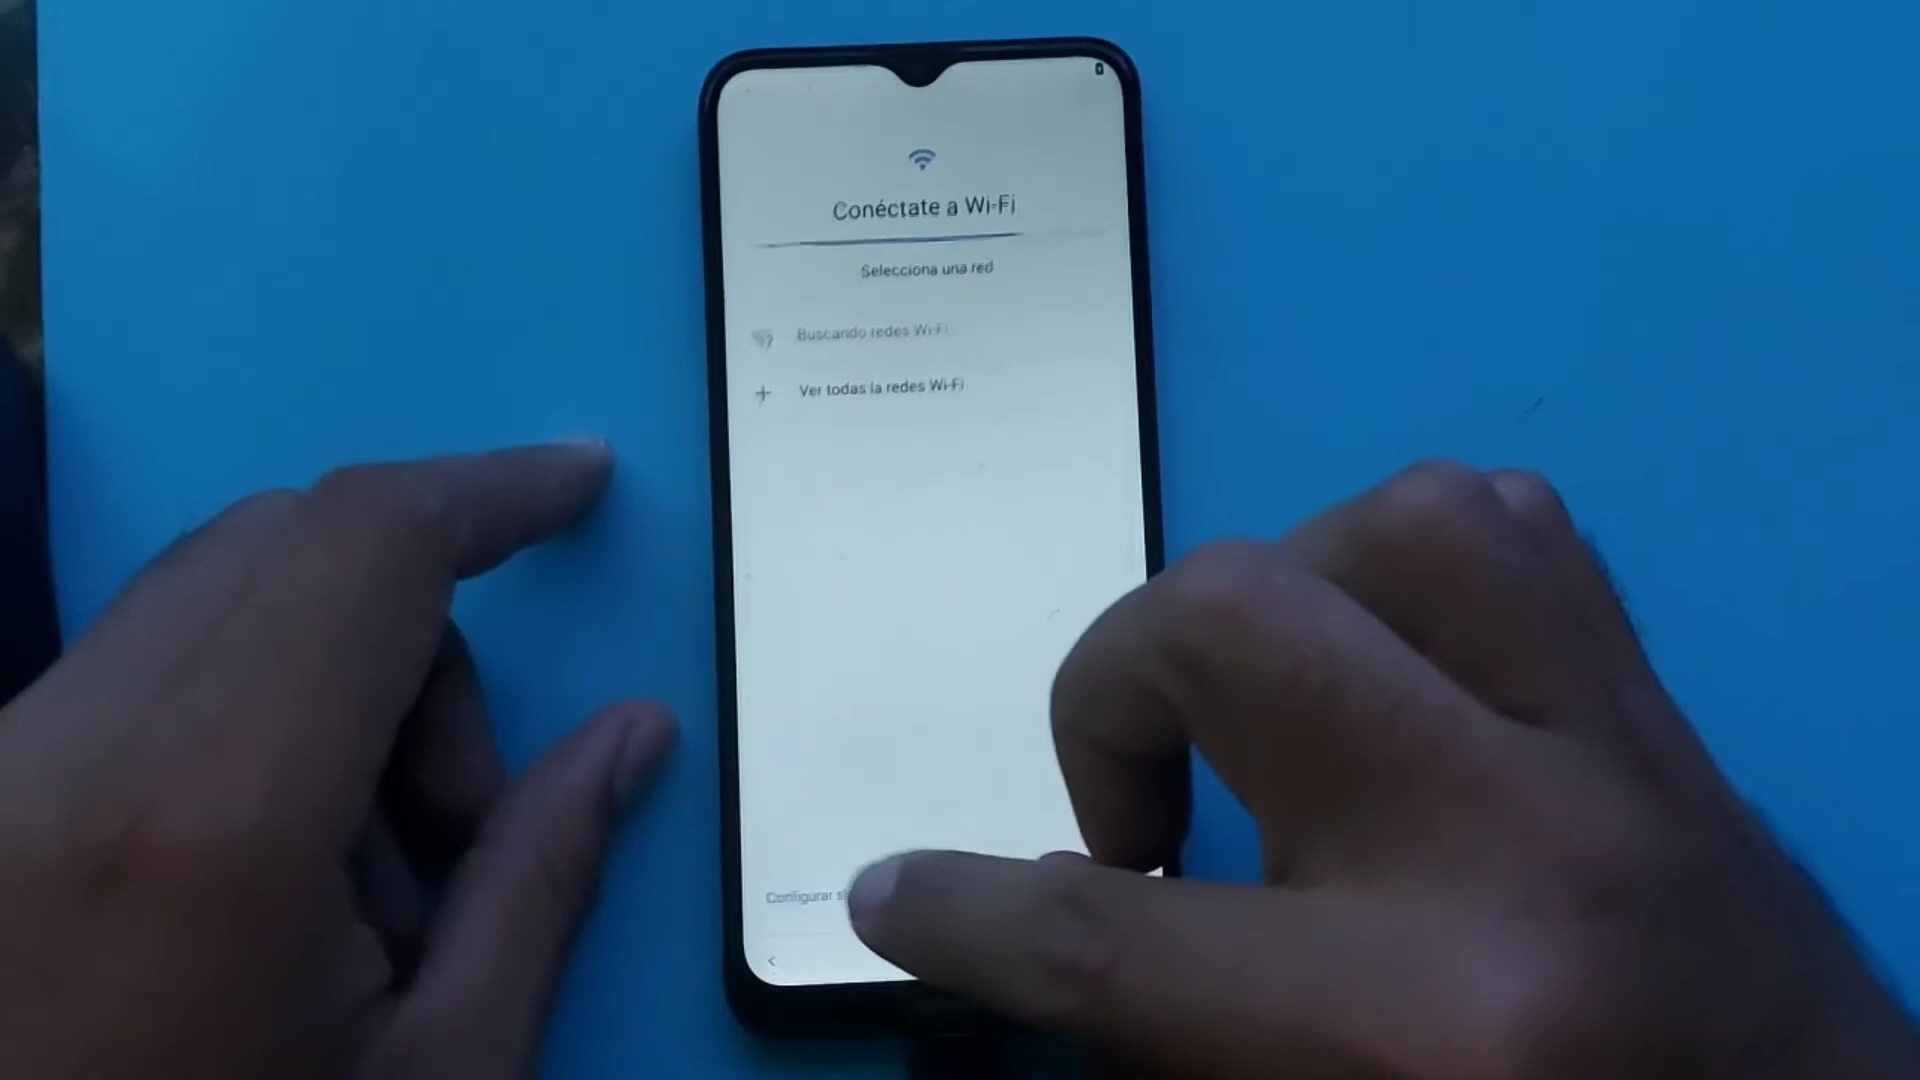 Conéctate a Wi-Fi
Selecciona una red
Buscando redes Wi-Fi
Ver todas la redes Wi-Fi
Configurar